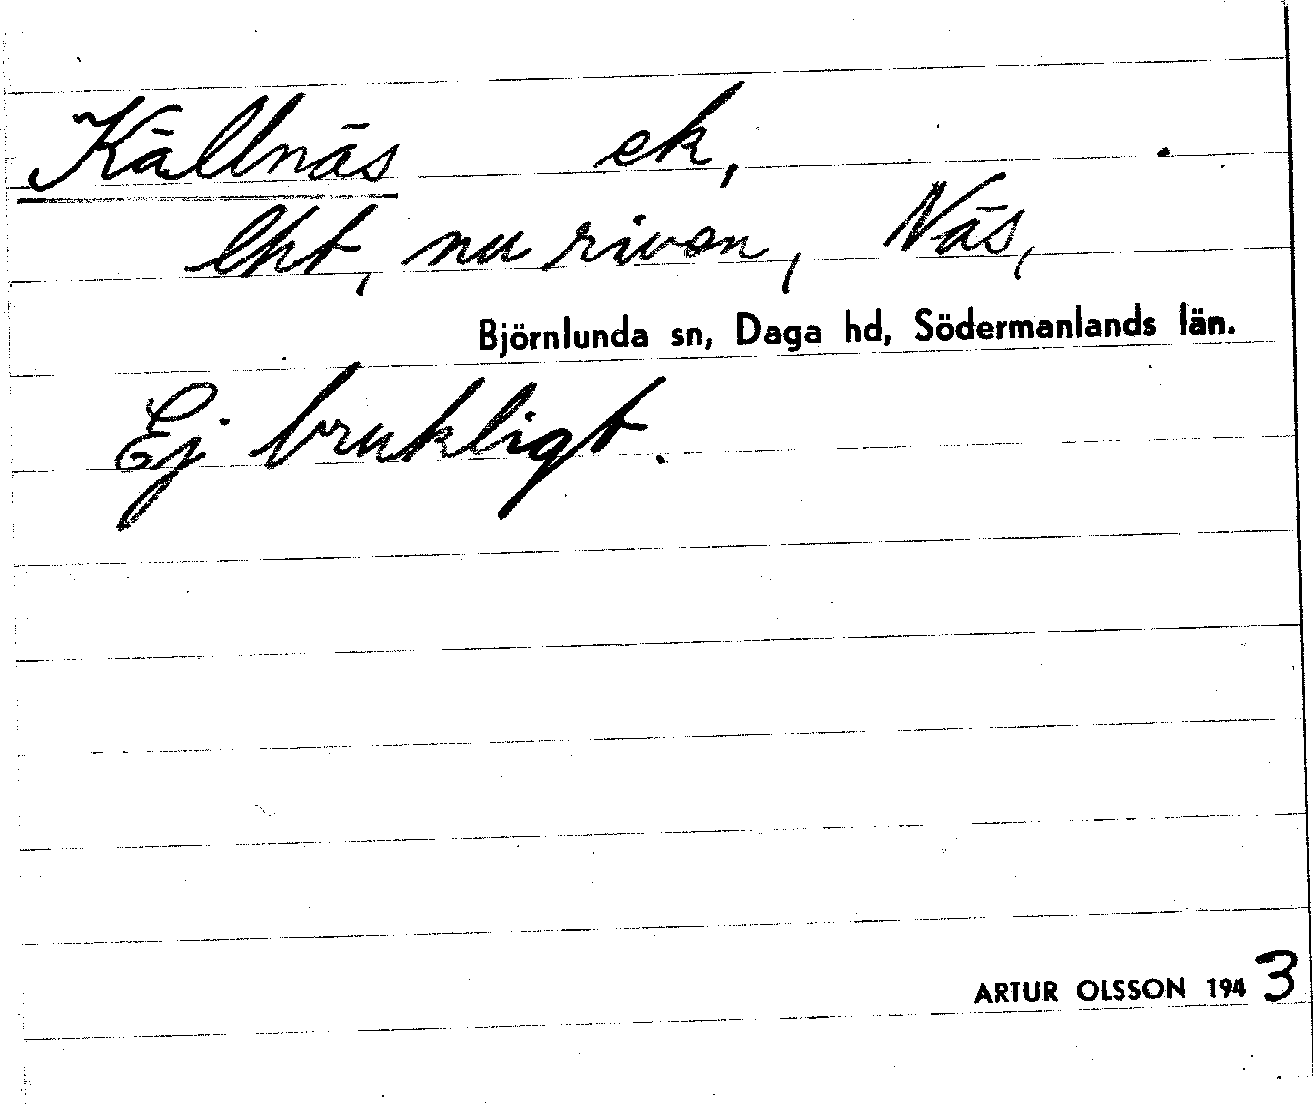 Källnäs ek,
lht, nu riven, Näs,
Björnlunda sn, Daga hd, Södermanlands län.
Ej brukligt.
ARTUR OLSSON 1943